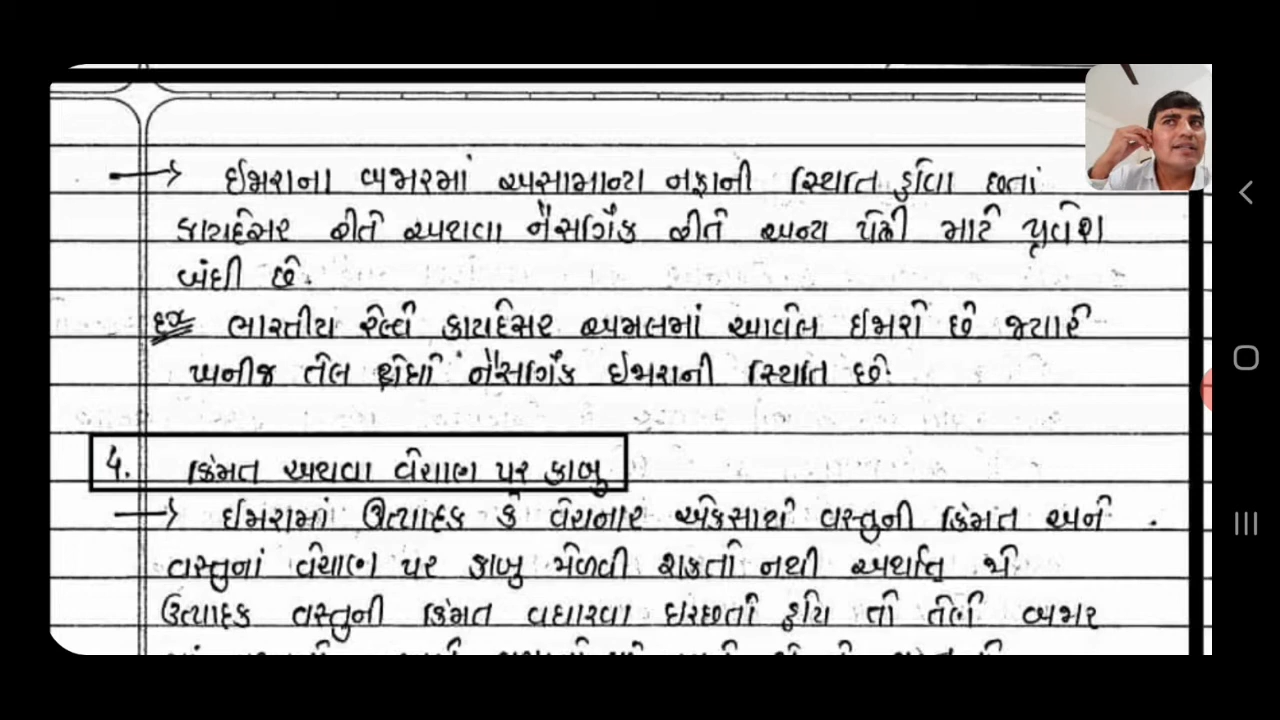 → ઈજારાના બજારમાં અસામાન્ય નફાની સ્થિતિ હોવા છતાં
કાયદેસર રીતે અથવા નૈસર્ગિક રીતે અન્ય પેઢી માટે પ્રવેશ
બંધી છે.
દા.ત ભારતીય રેલ્વે કાયદેસર અમલમાં આવેલ ઈજારો છે જ્યારે
ખનીજ તેલ નૈસર્ગિક ઈજારાની સ્થિતિ છે.
4. કિંમત અથવા વેચાણ પર કાબુ
→ ઈજારામાં ઉત્પાદક કે વેચનાર એકસાથે વસ્તુની કિંમત અને
વસ્તુનાં વેચાણ પર કાબુ મેળવી શકતો નથી અર્થાત્ જો
ઉત્પાદક વસ્તુની કિંમત વધારવા ઇચ્છતો હોય તો તેણે બજાર